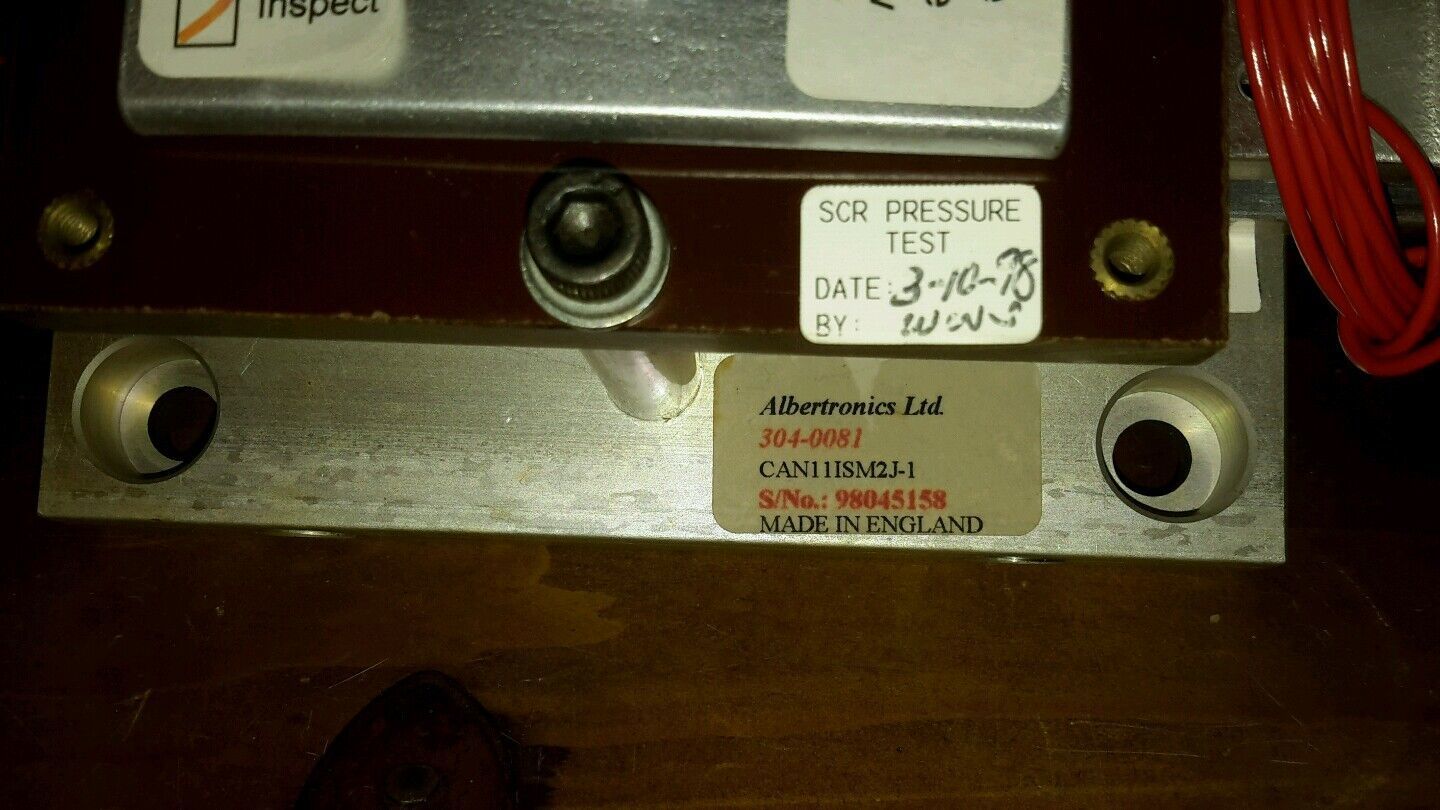 Inspect
SCR PRESSURE
TEST
DATE: 3-10-98
BY:
Albertronics Ltd.
304-0081
CAN11ISM2J-1
S/No.: 98045158
MADE IN ENGLAND